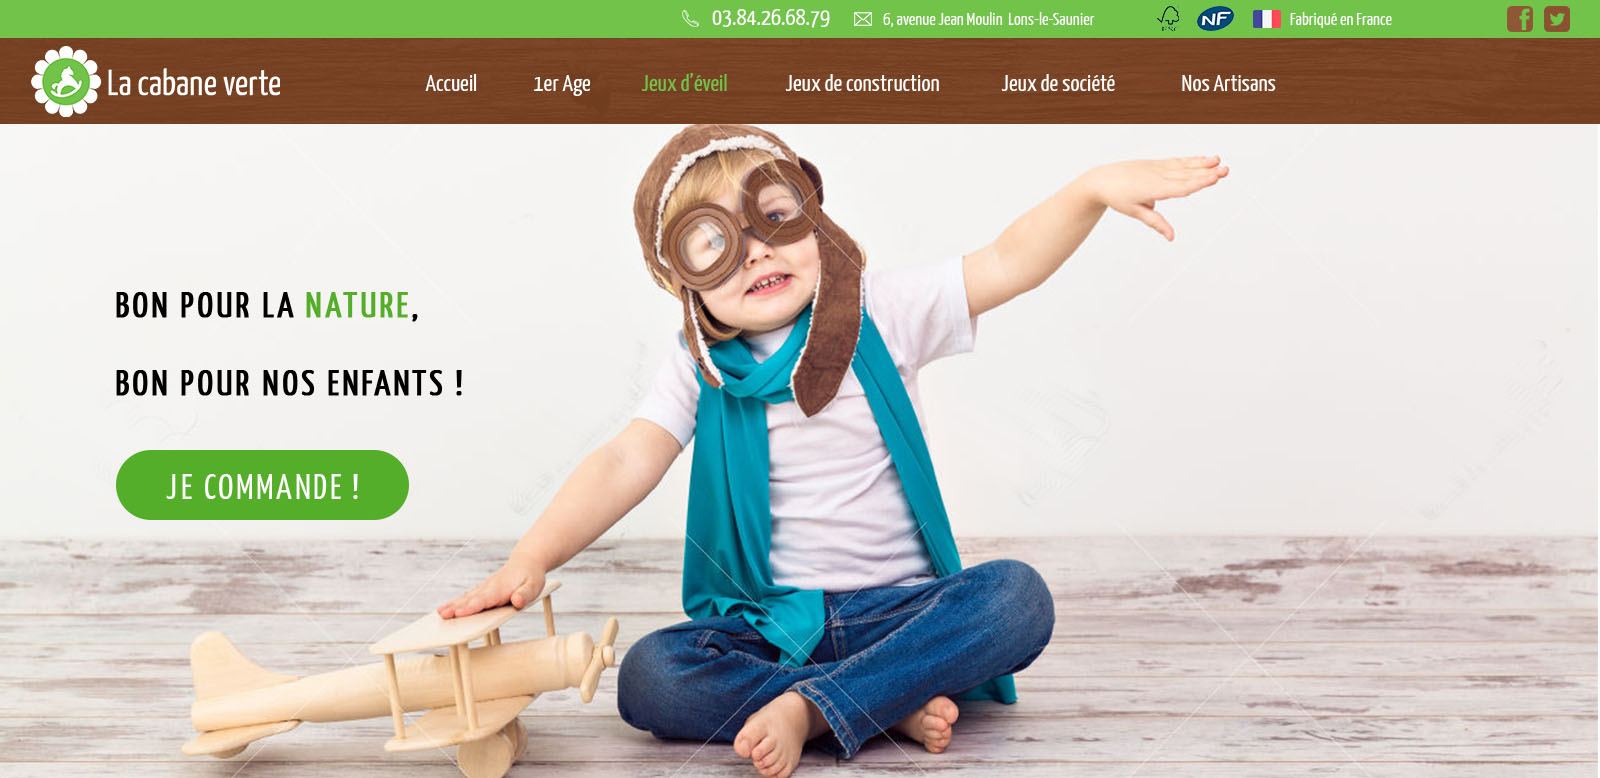 03.84.26.68.79
6, avenue Jean Moulin Lons-le-Saunier
NF
Fabriqué en France
La cabane verte
Accueil
1er Age
Jeux d'éveil
Jeux de construction
Jeux de société
Nos Artisans
BON POUR LA NATURE,
BON POUR NOS ENFANTS !
JE COMMANDE !